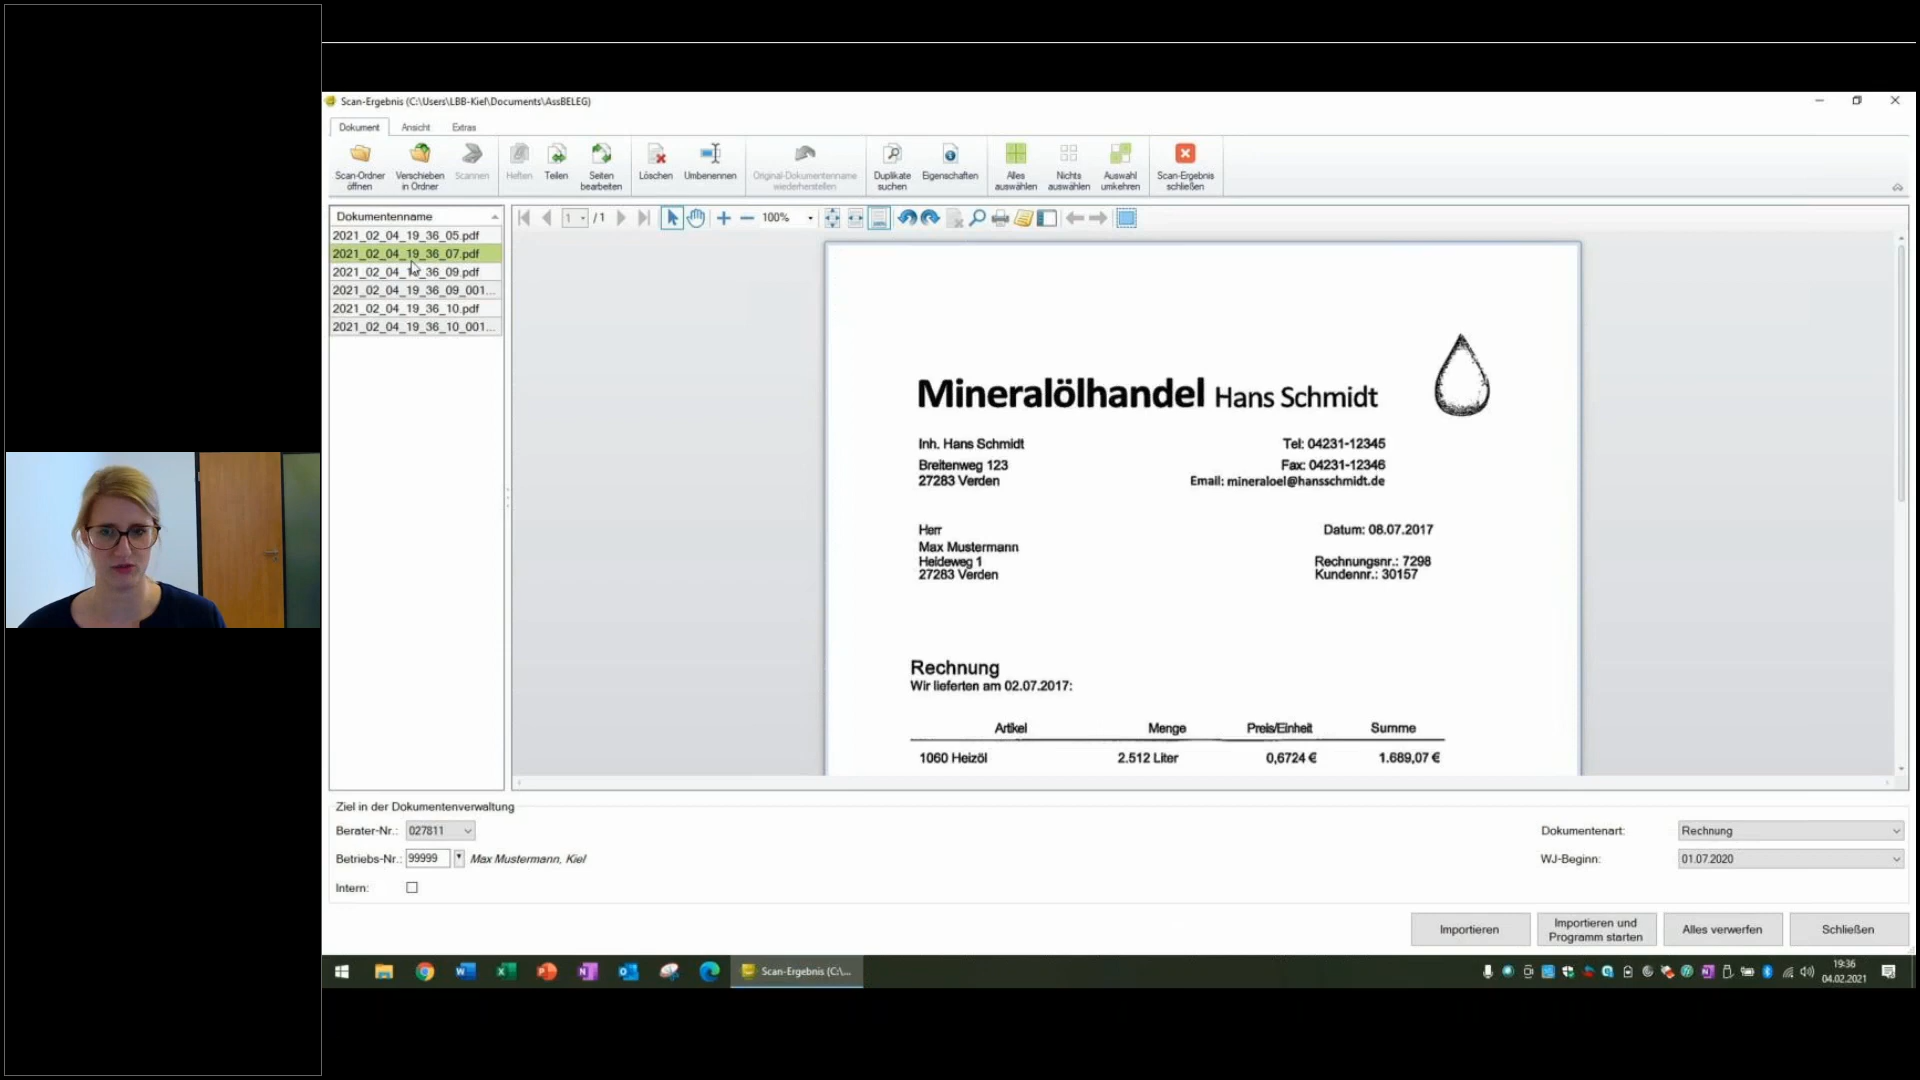 Scan-Ergebnis (C:\Users\LBB-Kiel\Documents\AssBELEG)
Dokument Ansicht Extras
Scan-Ordner öffnen
Verschieben in Ordner
Scannen
Heften
Teilen
Seiten bearbeiten
Löschen
Umbenennen
Original-Dokumentenname wiederherstellen
Duplikate suchen
Eigenschaften
Alles auswählen
Nichts auswählen
Auswahl umkehren
Scan-Ergebnis schließen
Dokumentenname
2021_02_04_19_36_05.pdf
2021_02_04_19_36_07.pdf
2021_02_04_19_36_09.pdf
2021_02_04_19_36_09_001...
2021_02_04_19_36_10.pdf
2021_02_04_19_36_10_001...
1 /1 100%
Mineralölhandel Hans Schmidt
Inh. Hans Schmidt Tel: 04231-12345
Breitenweg 123 Fax: 04231-12346
27283 Verden Email: mineraloel@hansschmidt.de
Herr Datum: 08.07.2017
Max Mustermann
Heideweg 1 Rechnungsnr.: 7298
27283 Verden Kundennr.: 30157
Rechnung
Wir lieferten am 02.07.2017:
Artikel Menge Preis/Einheit Summe
1060 Heizöl 2.512 Liter 0,6724 € 1.689,07 €
Ziel in der Dokumentenverwaltung
Berater-Nr.: 027811 Dokumentenart: Rechnung
Betriebs-Nr.: 99999 Max Mustermann, Kiel WJ-Beginn: 01.07.2020
Intern:
Importieren
Importieren und Programm starten
Alles verwerfen
Schließen
Scan-Ergebnis (C:\...
19:36
04.02.2021